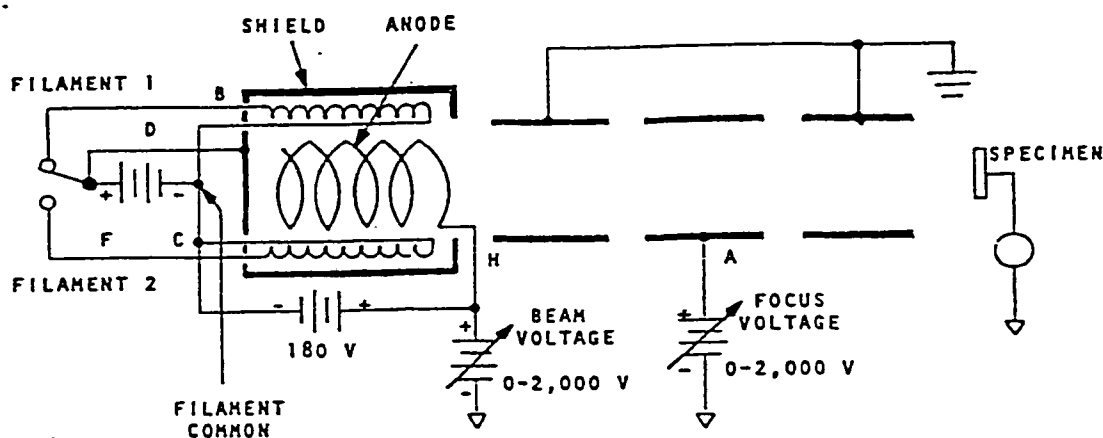 SHIELD
ANODE
FILAMENT 1
B
D
+
-
SPECIMEN
F
C
H
A
FILAMENT 2
-
+
180 V
+
BEAM
VOLTAGE
0-2,000 V
-
+
FOCUS
VOLTAGE
0-2,000 V
-
FILAMENT
COMMON